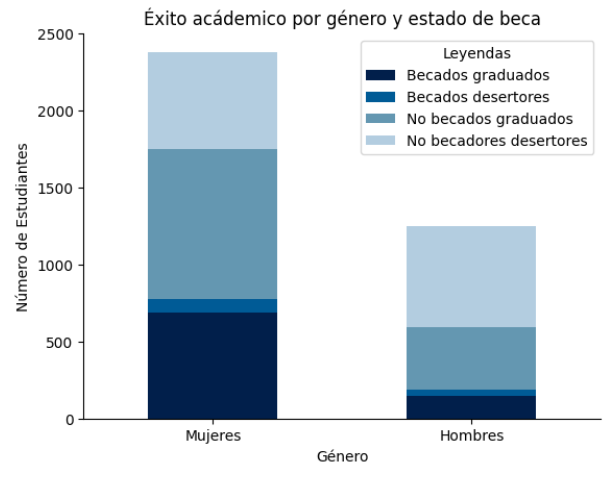 Éxito acádemico por género y estado de beca
Leyendas
Becados graduados
Becados desertores
No becados graduados
No becadores desertores
Número de Estudiantes
2500
2000
1500
1000
500
0
Mujeres
Hombres
Género